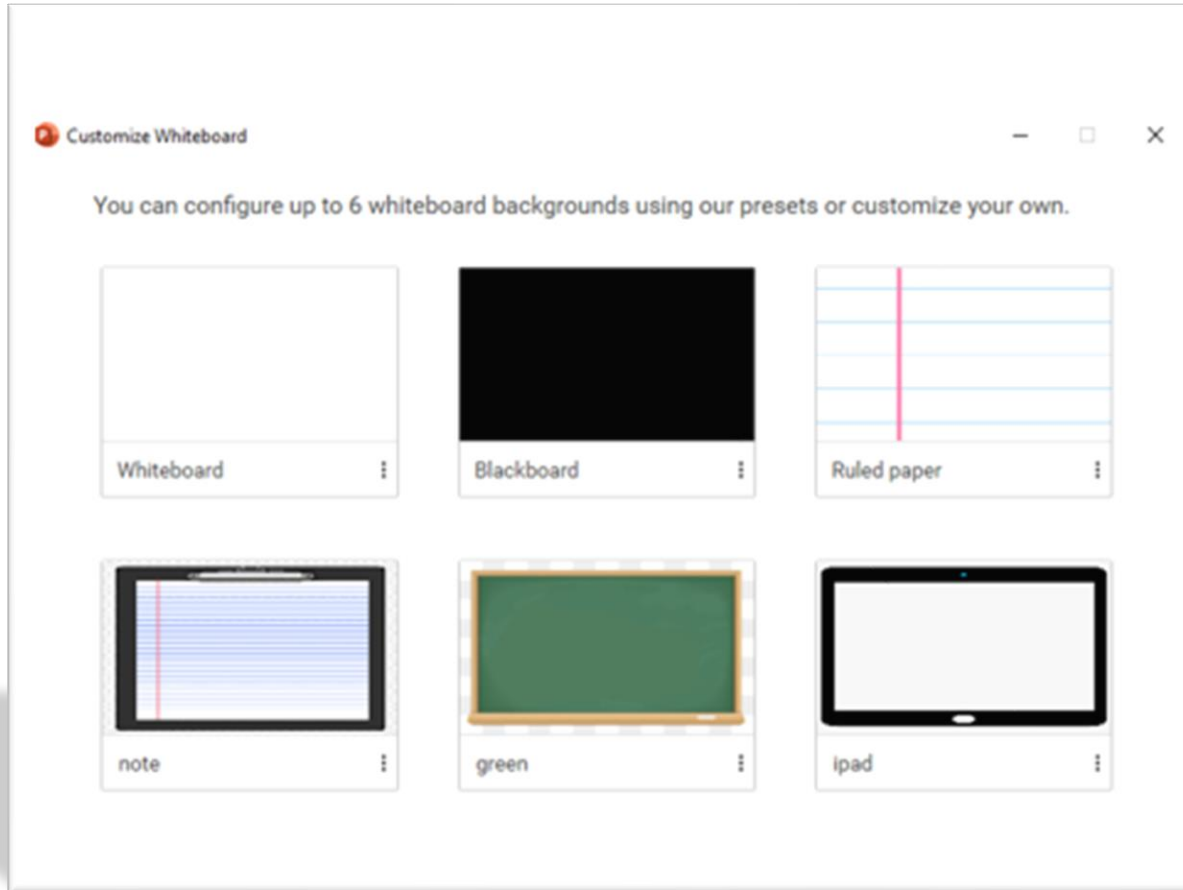 Customize Whiteboard
You can configure up to 6 whiteboard backgrounds using our presets or customize your own.
Whiteboard
Blackboard
Ruled paper
note
green
ipad